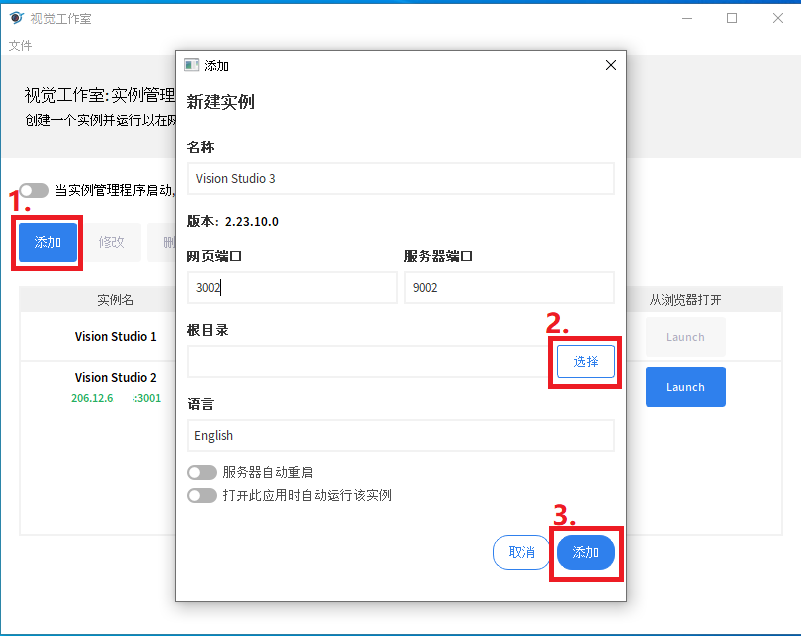 视觉工作室
文件
视觉工作室:实例管理
创建一个实例并运行以在网
1.
当实例管理程序启动,
添加
修改
删
实例名
从浏览器打开
Vision Studio 1
Launch
Vision Studio 2
206.12.6 :3001
Launch
添加
新建实例
名称
Vision Studio 3
版本: 2.23.10.0
网页端口
服务器端口
3002
9002
根目录
2.
选择
语言
English
服务器自动重启
打开此应用时自动运行该实例
3.
取消
添加